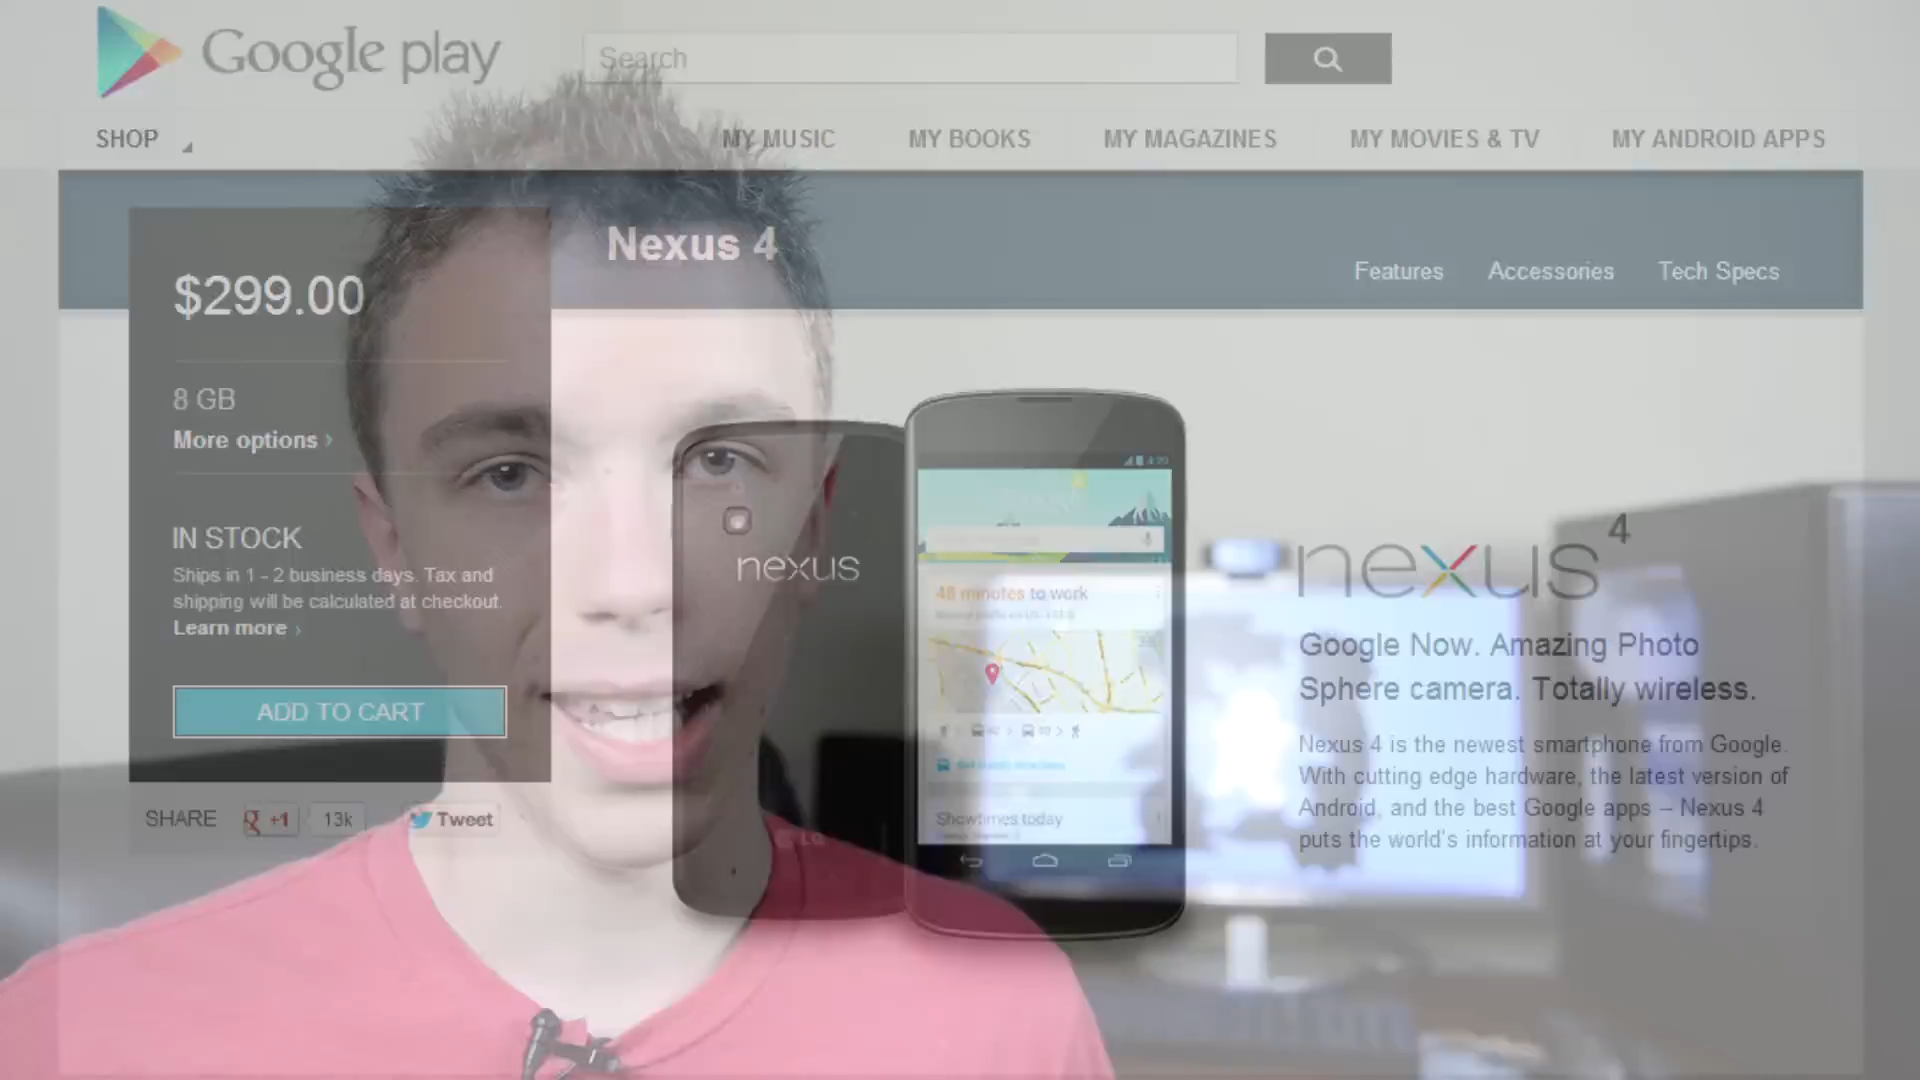 Google play
Search
SHOP
MY MUSIC
MY BOOKS
MY MAGAZINES
MY MOVIES & TV
MY ANDROID APPS
Nexus 4
Features
Accessories
Tech Specs
$299.00
8 GB
More options ›
IN STOCK
Ships in 1 - 2 business days. Tax and
shipping will be calculated at checkout.
Learn more ›
ADD TO CART
SHARE
+1
13k
Tweet
nexus
LG
4:20
48 minutes to work
Showtimes today
nexus 4
Google Now. Amazing Photo
Sphere camera. Totally wireless.
Nexus 4 is the newest smartphone from Google.
With cutting edge hardware, the latest version of
Android, and the best Google apps – Nexus 4
puts the world's information at your fingertips.